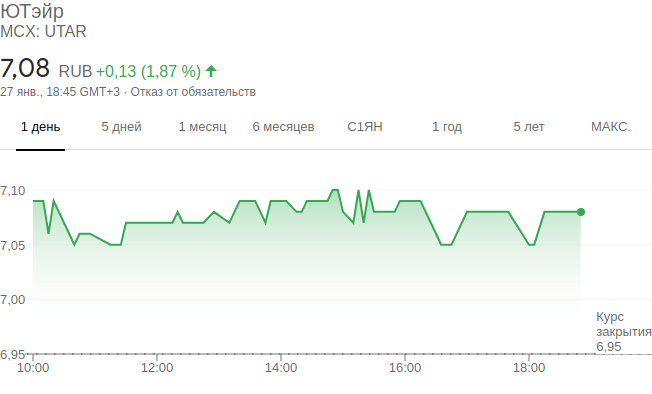 ЮТэйр
MCX: UTAR
7,08 RUB +0,13 (1,87 %)
27 янв., 18:45 GMT+3 · Отказ от обязательств
1 день 5 дней 1 месяц 6 месяцев С1ЯН 1 год 5 лет МАКС.
7,10
7,05
7,00
Курс
закрытия
6,95
6,95
10:00 12:00 14:00 16:00 18:00